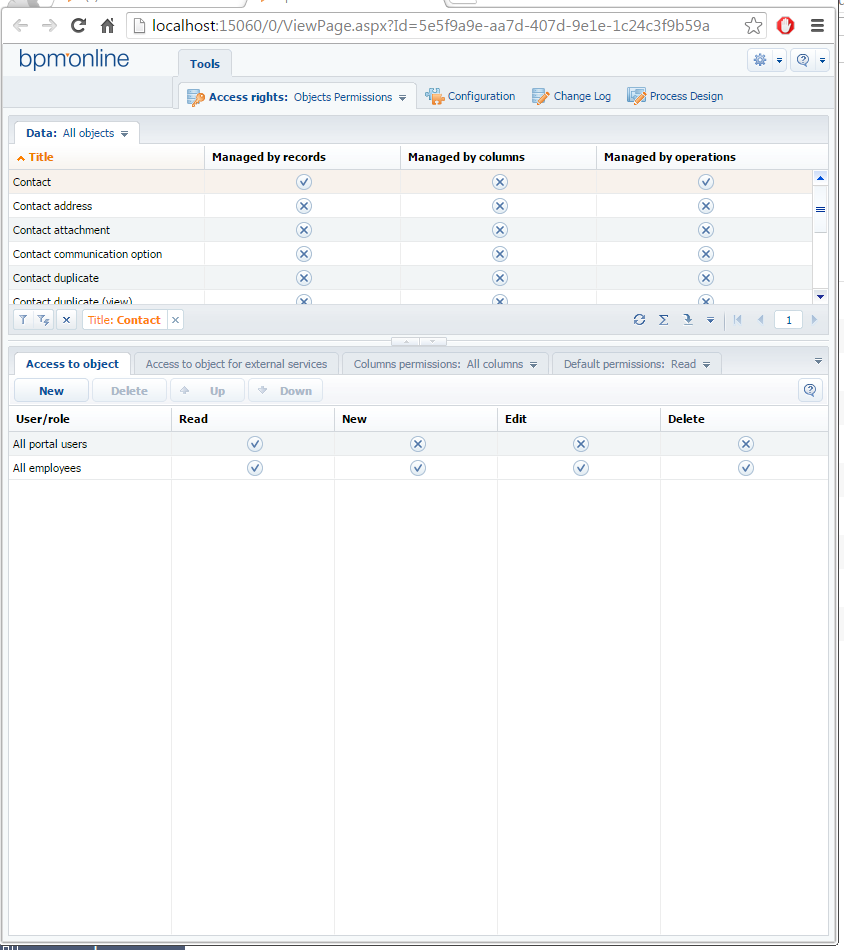 localhost:15060/0/ViewPage.aspx?Id=5e5f9a9e-aa7d-407d-9e1e-1c24c3f9b59a
bpm'online
Tools
Access rights: Objects Permissions
Configuration
Change Log
Process Design
Data: All objects
Title Managed by records Managed by columns Managed by operations
Contact
Contact address
Contact attachment
Contact communication option
Contact duplicate
Contact duplicate (view)
Title: Contact
1
Access to object Access to object for external services Columns permissions: All columns Default permissions: Read
New Delete Up Down
User/role Read New Edit Delete
All portal users
All employees